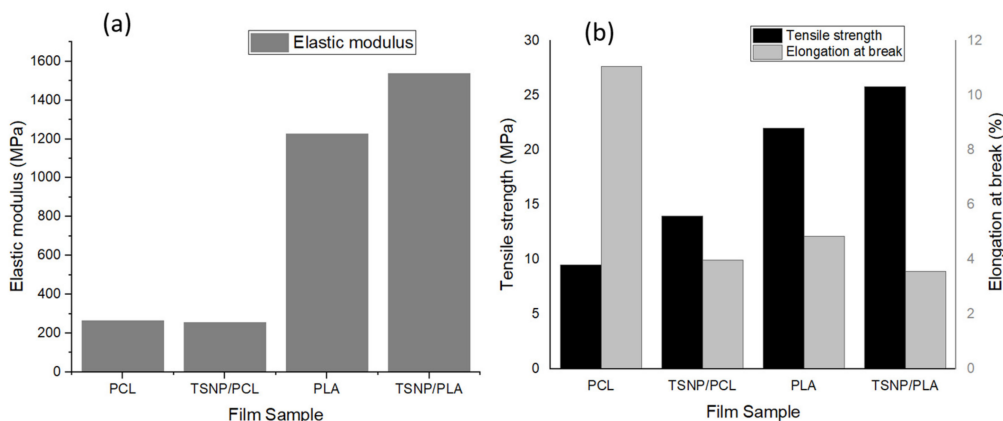 (a)
Elastic modulus
1600
1400
1200
1000
800
600
400
200
0
Elastic modulus (MPa)
PCL TSNP/PCL PLA TSNP/PLA
Film Sample
(b)
Tensile strength
Elongation at break
30
25
20
15
10
5
0
Tensile strength (MPa)
12
10
8
6
4
2
0
Elongation at break (%)
PCL TSNP/PCL PLA TSNP/PLA
Film Sample